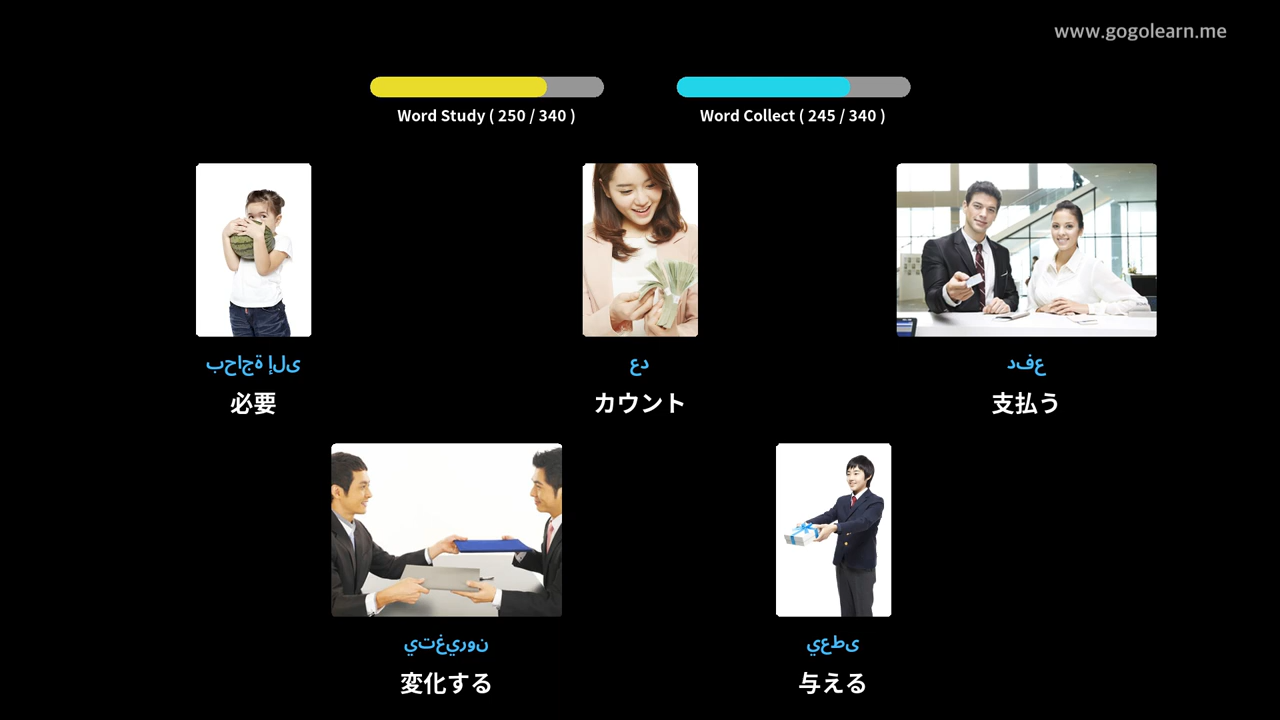 www.gogolearn.me
Word Study ( 250 / 340 )
Word Collect ( 245 / 340 )
بحاجة إلى
必要
عد
カウント
دفع
支払う
يتغيرون
変化する
يعطى
与える